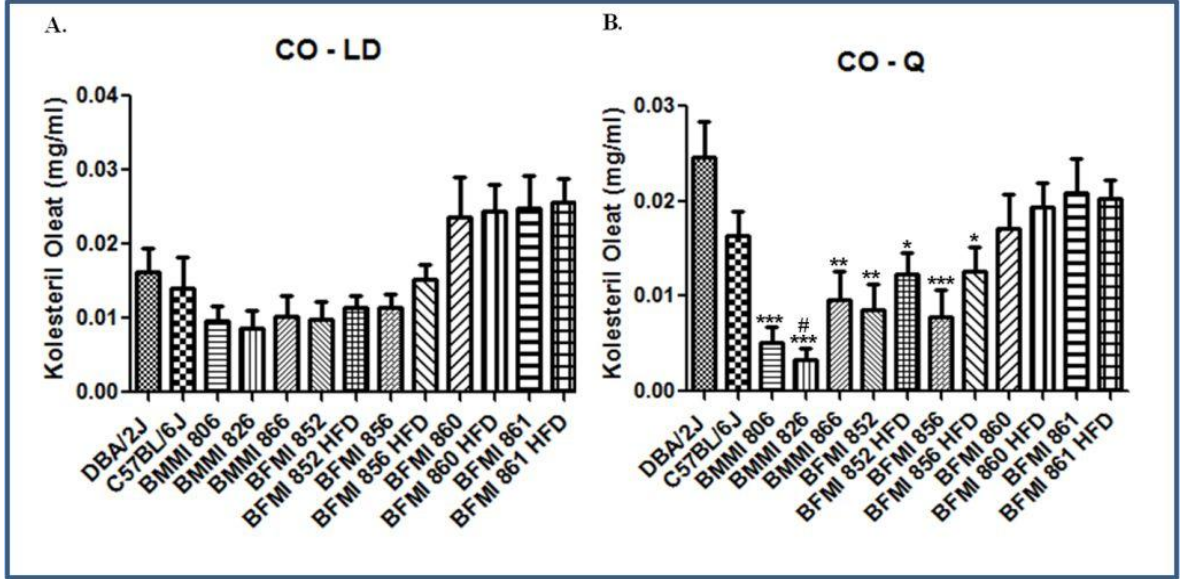 A.
CO - LD
Kolesteril Oleat (mg/ml)
0.04
0.03
0.02
0.01
0.00
DBA/2J
C57BL/6J
BMMI 806
BMMI 826
BMMI 866
BFMI 852
BFMI 852 HFD
BFMI 856
BFMI 856 HFD
BFMI 860
BFMI 860 HFD
BFMI 861
BFMI 861 HFD
B.
CO - Q
Kolesteril Oleat (mg/ml)
0.03
0.02
0.01
0.00
***
#
***
**
**
*
***
*
DBA/2J
C57BL/6J
BMMI 806
BMMI 826
BMMI 866
BFMI 852
BFMI 852 HFD
BFMI 856
BFMI 856 HFD
BFMI 860
BFMI 860 HFD
BFMI 861
BFMI 861 HFD